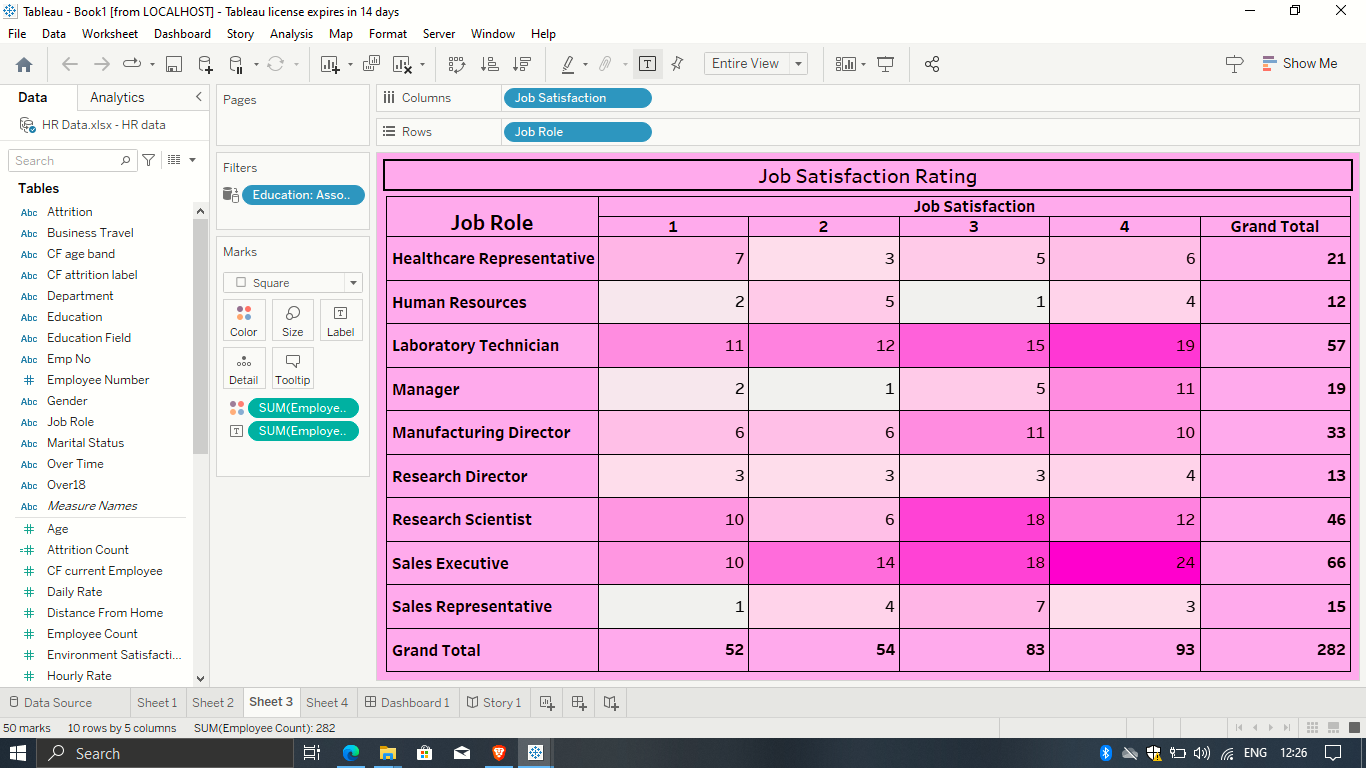 Tableau - Book1 [from LOCALHOST] - Tableau license expires in 14 days
File Data Worksheet Dashboard Story Analysis Map Format Server Window Help
Entire View Show Me
Data Analytics
HR Data.xlsx - HR data
Search
Tables
Abc Attrition
Abc Business Travel
Abc CF age band
Abc CF attrition label
Abc Department
Abc Education
Abc Education Field
Abc Emp No
# Employee Number
Abc Gender
Abc Job Role
Abc Marital Status
Abc Over Time
Abc Over18
Abc Measure Names
# Age
=# Attrition Count
# CF current Employee
# Daily Rate
# Distance From Home
# Employee Count
# Environment Satisfacti...
# Hourly Rate
Pages
Filters
Education: Asso..
Marks
Square
Color Size Label
Detail Tooltip
SUM(Employe..
SUM(Employe..
Columns Job Satisfaction
Rows Job Role
Job Satisfaction Rating
Job Satisfaction
Job Role 1 2 3 4 Grand Total
Healthcare Representative 7 3 5 6 21
Human Resources 2 5 1 4 12
Laboratory Technician 11 12 15 19 57
Manager 2 1 5 11 19
Manufacturing Director 6 6 11 10 33
Research Director 3 3 3 4 13
Research Scientist 10 6 18 12 46
Sales Executive 10 14 18 24 66
Sales Representative 1 4 7 3 15
Grand Total 52 54 83 93 282
Data Source Sheet 1 Sheet 2 Sheet 3 Sheet 4 Dashboard 1 Story 1
50 marks 10 rows by 5 columns SUM(Employee Count): 282
Search ENG 12:26